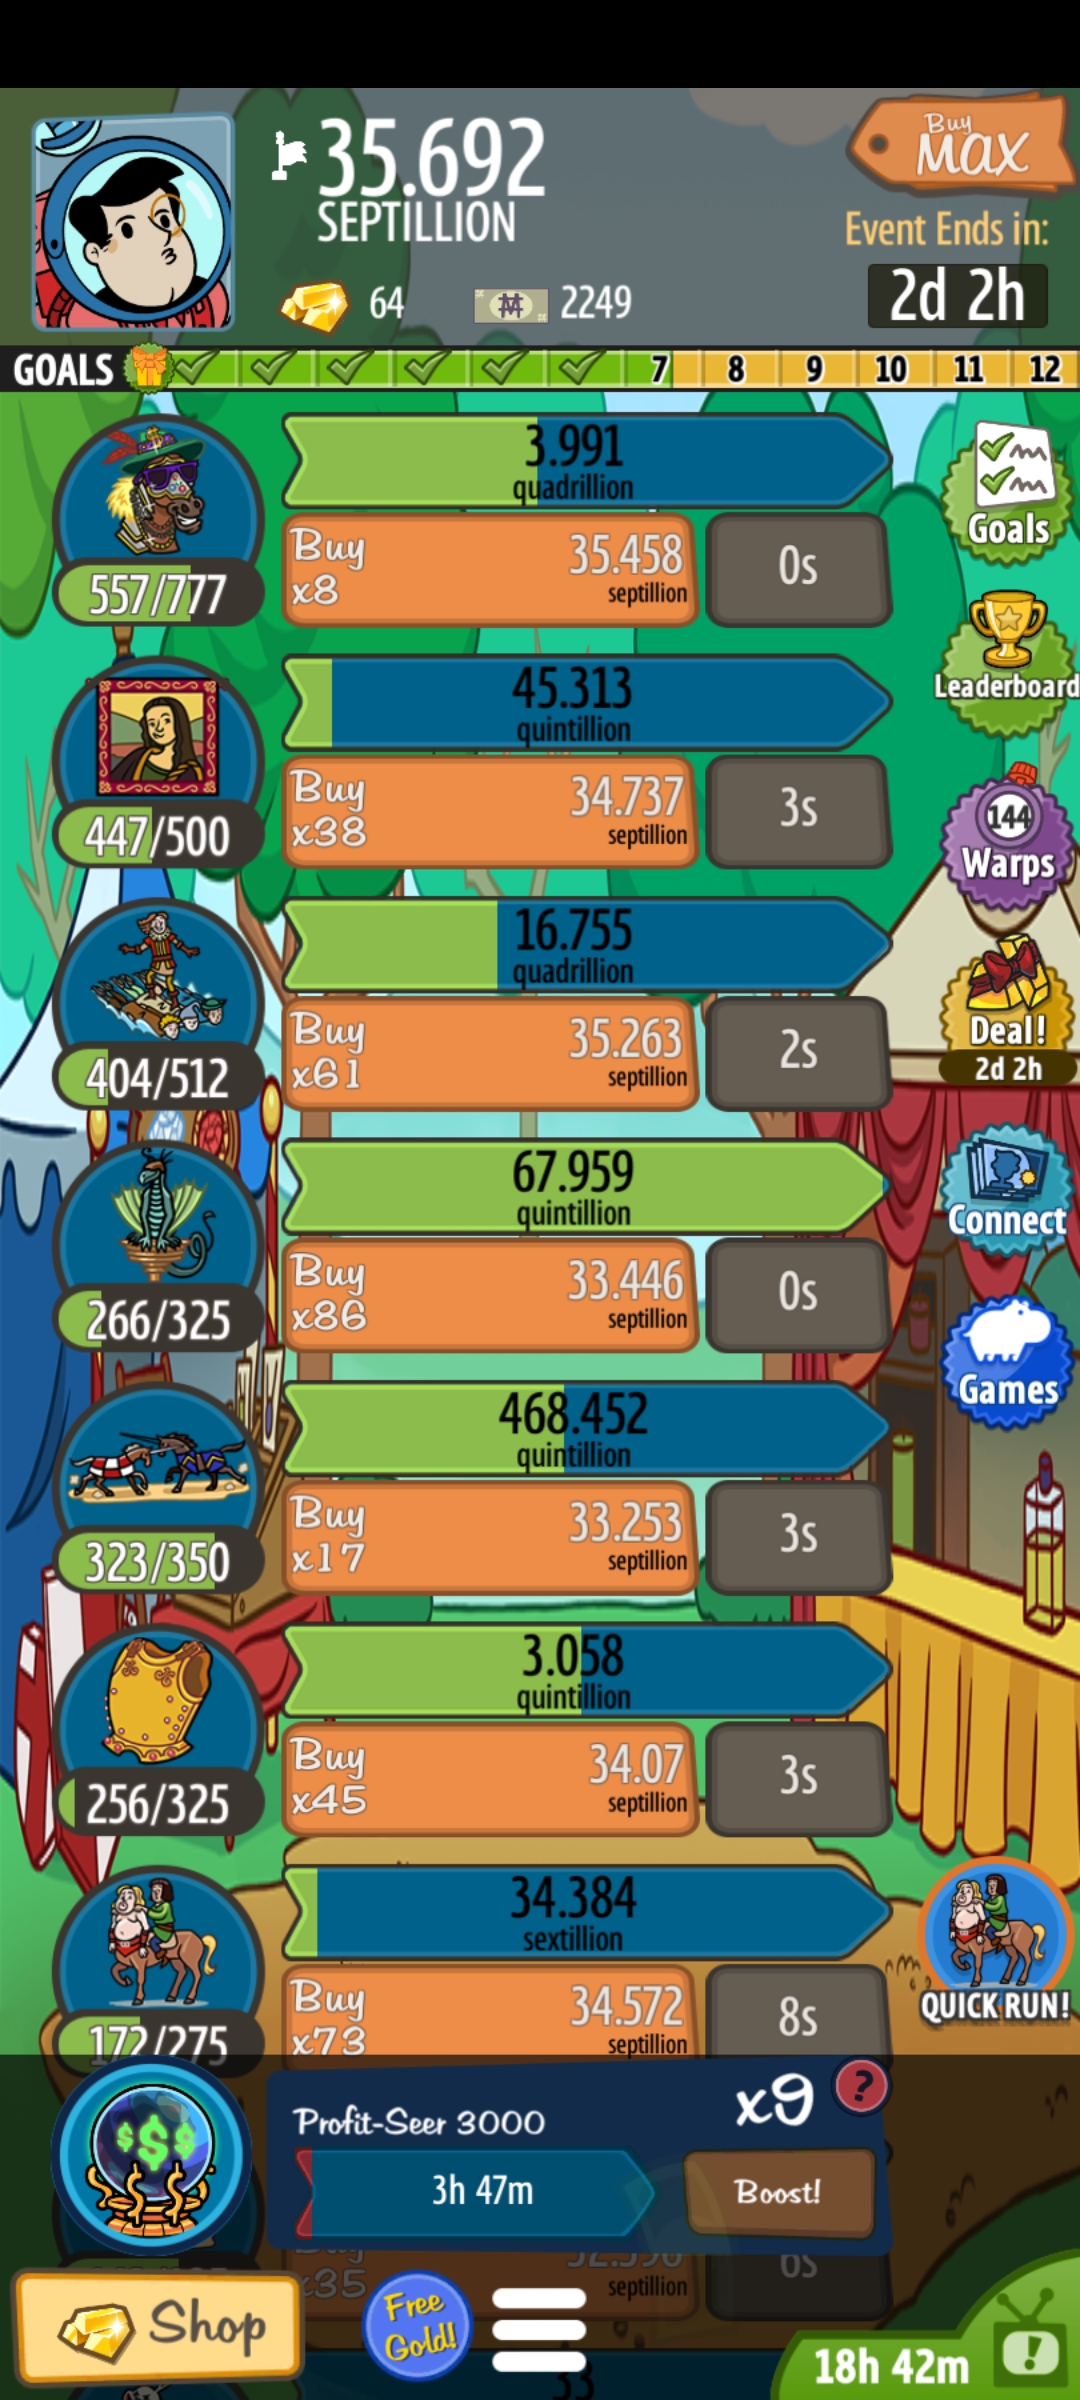 35.692
SEPTILLION
Buy
MAX
Event Ends in:
64
2249
2d 2h
GOALS
7
8
9
10
11
12
3.991
quadrillion
Goals
Buy
x8
35.458
septillion
0s
557/777
45.313
quintillion
Leaderboard
Buy
x38
34.737
septillion
3s
447/500
144
Warps
16.755
quadrillion
Deal!
2d 2h
Buy
x61
35.263
septillion
2s
404/512
67.959
quintillion
Connect
Buy
x86
33.446
septillion
0s
266/325
Games
468.452
quintillion
Buy
x17
33.253
septillion
3s
323/350
3.058
quintillion
Buy
x45
34.07
septillion
3s
256/325
34.384
sextillion
QUICK RUN!
Buy
x73
34.572
septillion
8s
172/275
$$$
Profit-Seer 3000
x9
?
3h 47m
Boost!
Buy
x35
septillion
6s
Shop
Free
Gold!
18h 42m
!
33